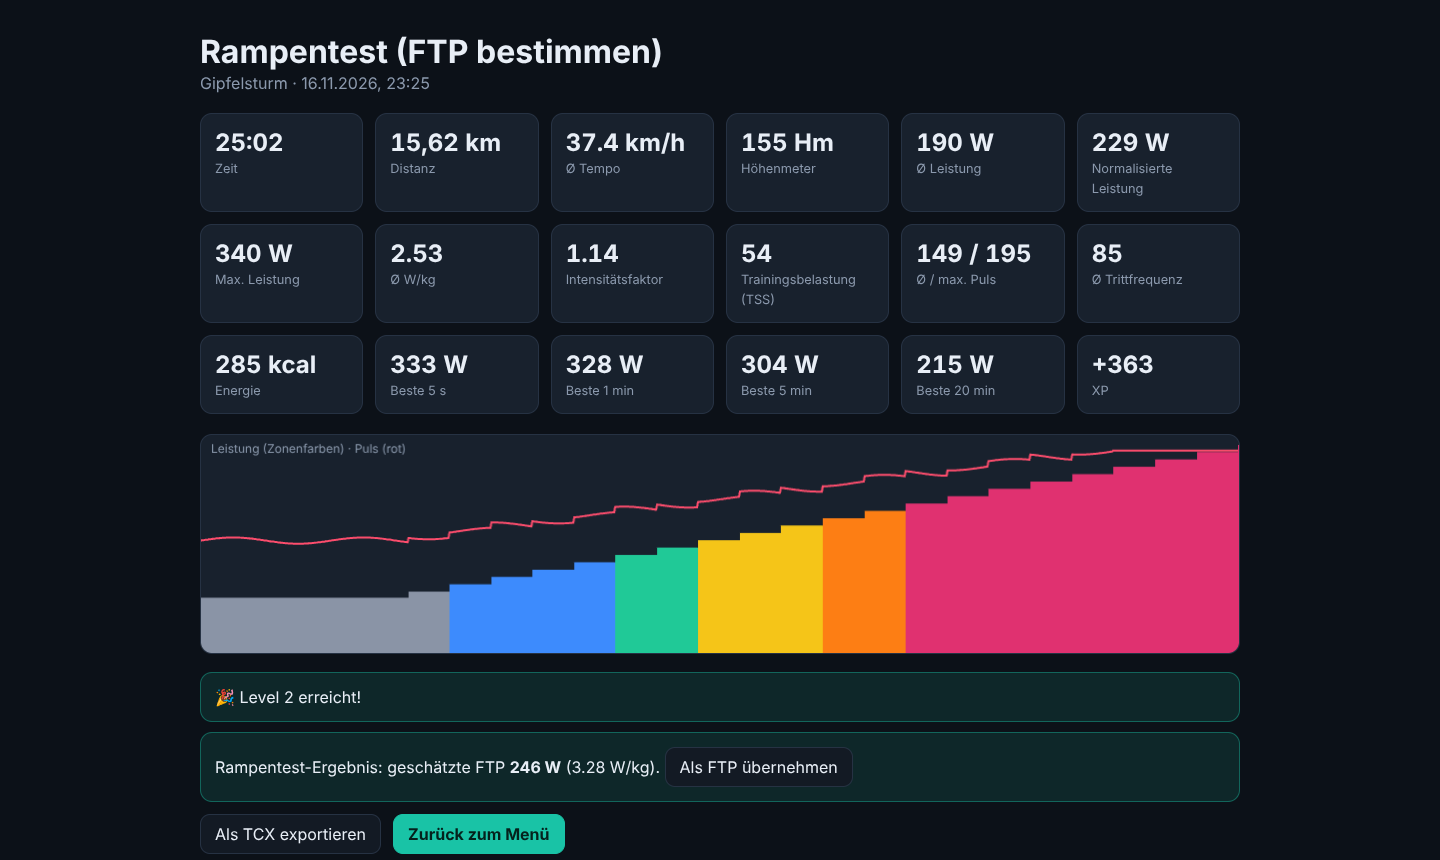 Rampentest (FTP bestimmen)
Gipfelsturm · 16.11.2026, 23:25
25:02
Zeit
15,62 km
Distanz
37.4 km/h
Ø Tempo
155 Hm
Höhenmeter
190 W
Ø Leistung
229 W
Normalisierte
Leistung
340 W
Max. Leistung
2.53
Ø W/kg
1.14
Intensitätsfaktor
54
Trainingsbelastung
(TSS)
149 / 195
Ø / max. Puls
85
Ø Trittfrequenz
285 kcal
Energie
333 W
Beste 5 s
328 W
Beste 1 min
304 W
Beste 5 min
215 W
Beste 20 min
+363
XP
Leistung (Zonenfarben) · Puls (rot)
🎉 Level 2 erreicht!
Rampentest-Ergebnis: geschätzte FTP 246 W (3.28 W/kg). Als FTP übernehmen
Als TCX exportieren
Zurück zum Menü